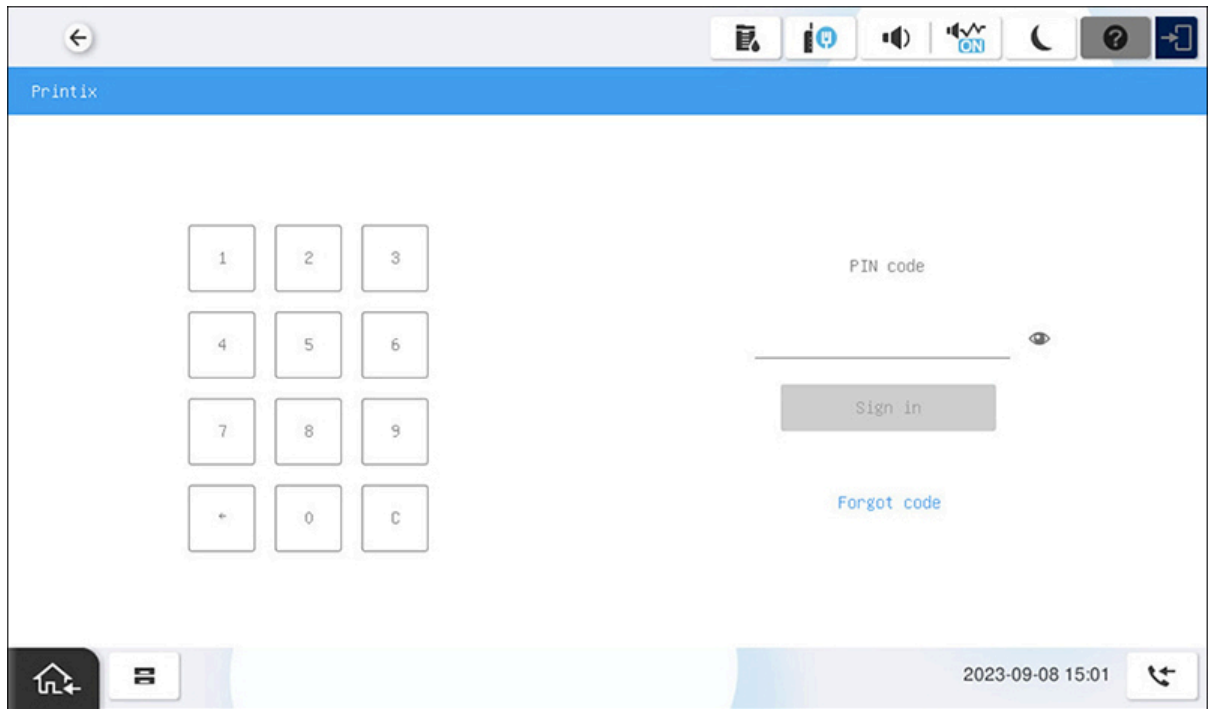 ON
Printix
1 2 3
4 5 6
7 8 9
← 0 C
PIN code
Sign in
Forgot code
2023-09-08 15:01